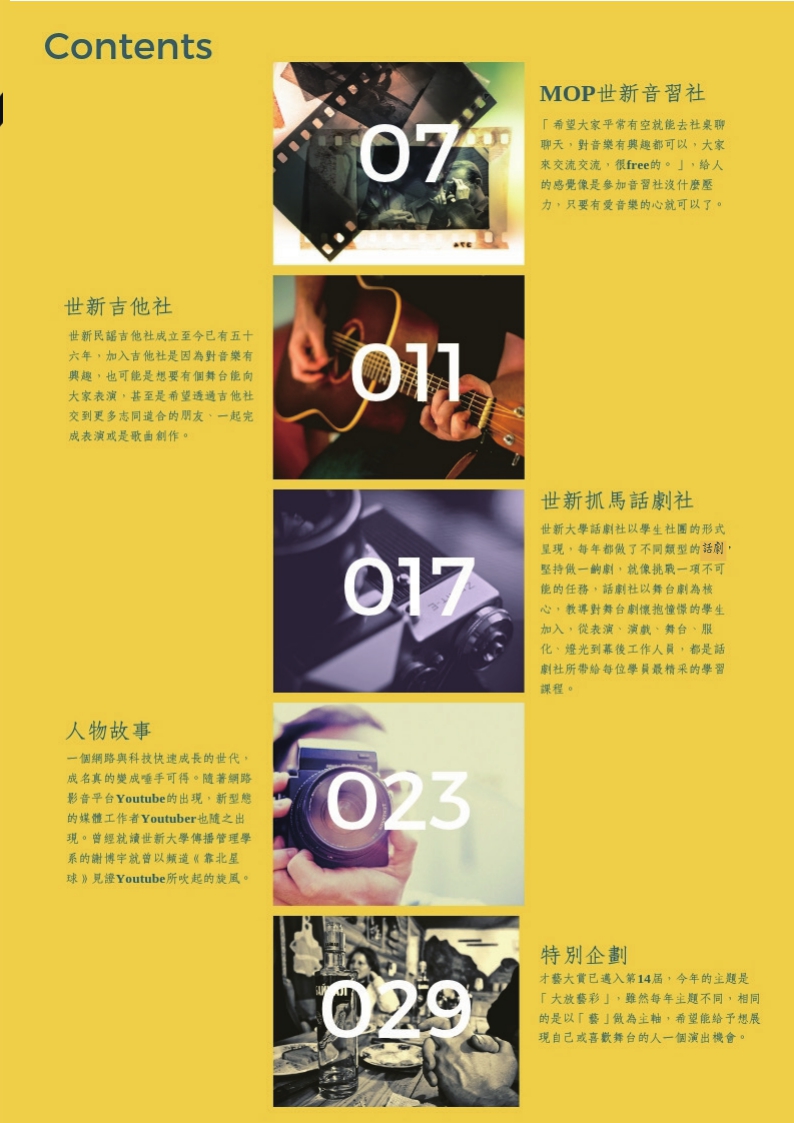 Contents
07
MOP世新音習社
「希望大家平常有空就能去社桌聊
聊天，對音樂有興趣都可以，大家
來交流交流，很free的。」，給人
的感覺像是參加音習社沒什麼壓
力，只要有愛音樂的心就可以了。
世新吉他社
世新民謠吉他社成立至今已有五十
六年，加入吉他社是因為對音樂有
興趣，也可能是想要有個舞台能向
大家表演，甚至是希望透過吉他社
交到更多志同道合的朋友，一起完
成表演或是歌曲創作。
011
世新抓馬話劇社
世新大學話劇社以學生社團的形式
呈現，每年都做了不同類型的話劇，
堅持做一齣劇，就像挑戰一項不可
能的任務，話劇社以舞台劇為核
心，教導對舞台劇懷抱憧憬的學生
加入，從表演、演戲、舞台、服
化、燈光到幕後工作人員，都是話
劇社所帶給每位學員最精采的學習
課程。
017
人物故事
一個網路與科技快速成長的世代，
成名真的變成唾手可得。隨著網路
影音平台Youtube的出現，新型態
的媒體工作者Youtuber也隨之出
現。曾經就讀世新大學傳播管理學
系的謝博宇就曾以頻道《靠北星
球》見證Youtube所吹起的旋風。
023
029
特別企劃
才藝大賞已邁入第14屆，今年的主題是
「大放藝彩」，雖然每年主題不同，相同
的是以「藝」做為主軸，希望能給予想展
現自己或喜歡舞台的人一個演出機會。